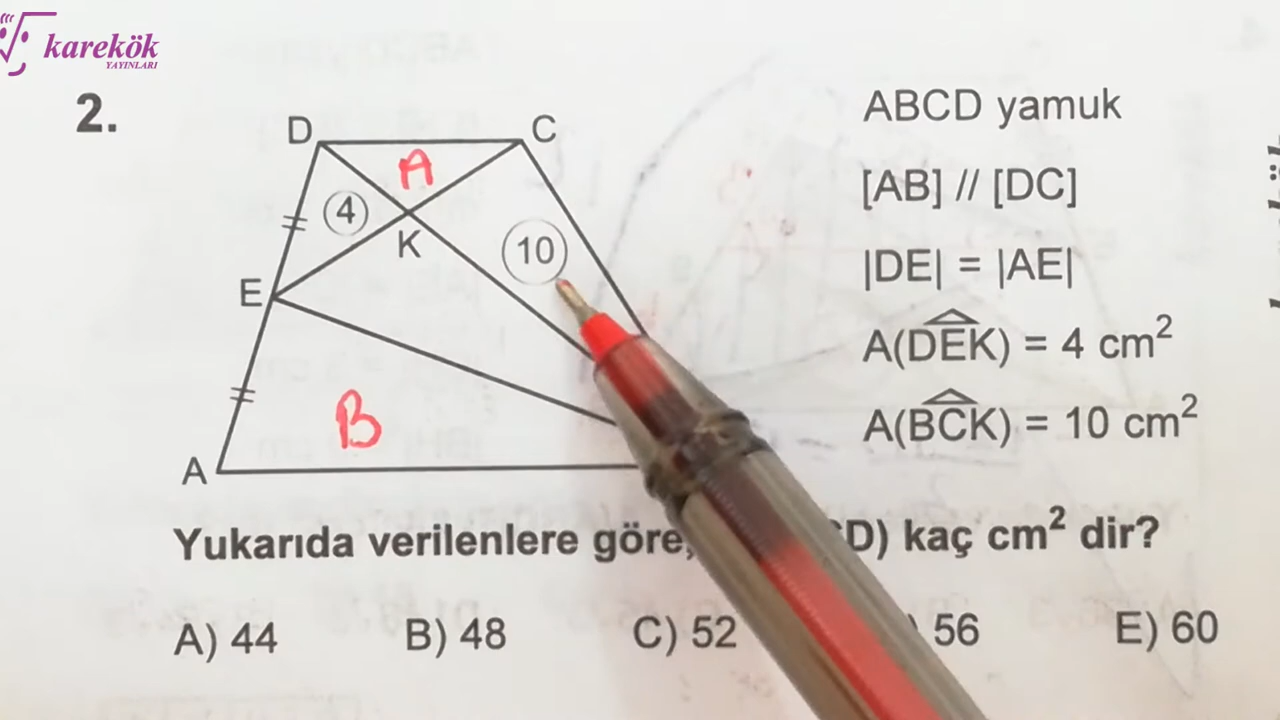 karekök
YAYINLARI
2.
D
C
A
4
10
K
E
B
A
ABCD yamuk
[AB] // [DC]
|DE| = |AE|
A(DEK) = 4 cm²
A(BCK) = 10 cm²
Yukarıda verilenlere göre, D) kaç cm² dir?
A) 44 B) 48 C) 52 56 E) 60